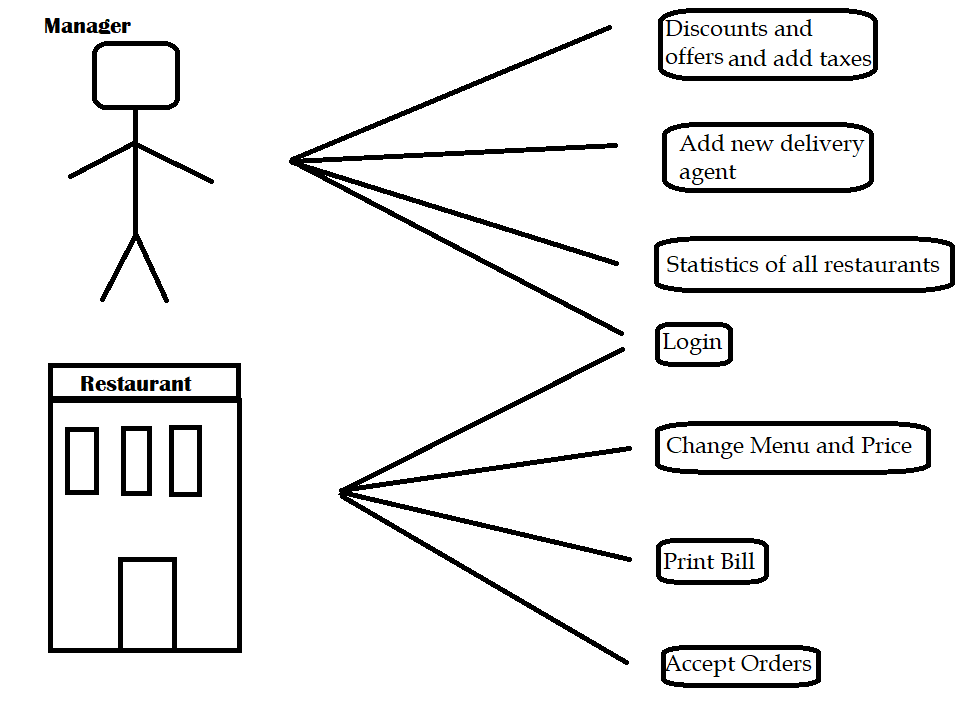 Manager
Discounts and
offers and add taxes
Add new delivery
agent
Statistics of all restaurants
Login
Restaurant
Change Menu and Price
Print Bill
Accept Orders